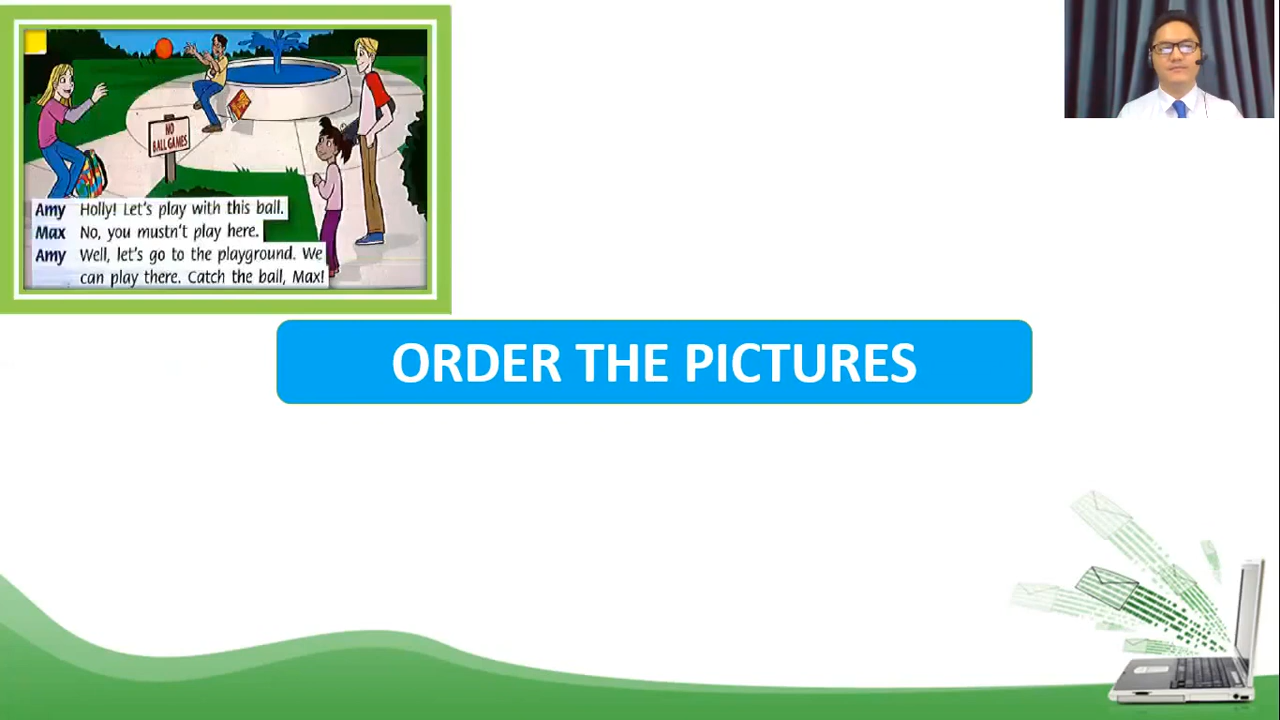 NO
BALL GAMES
Amy Holly! Let's play with this ball.
Max No, you mustn't play here.
Amy Well, let's go to the playground. We
can play there. Catch the ball, Max!
ORDER THE PICTURES